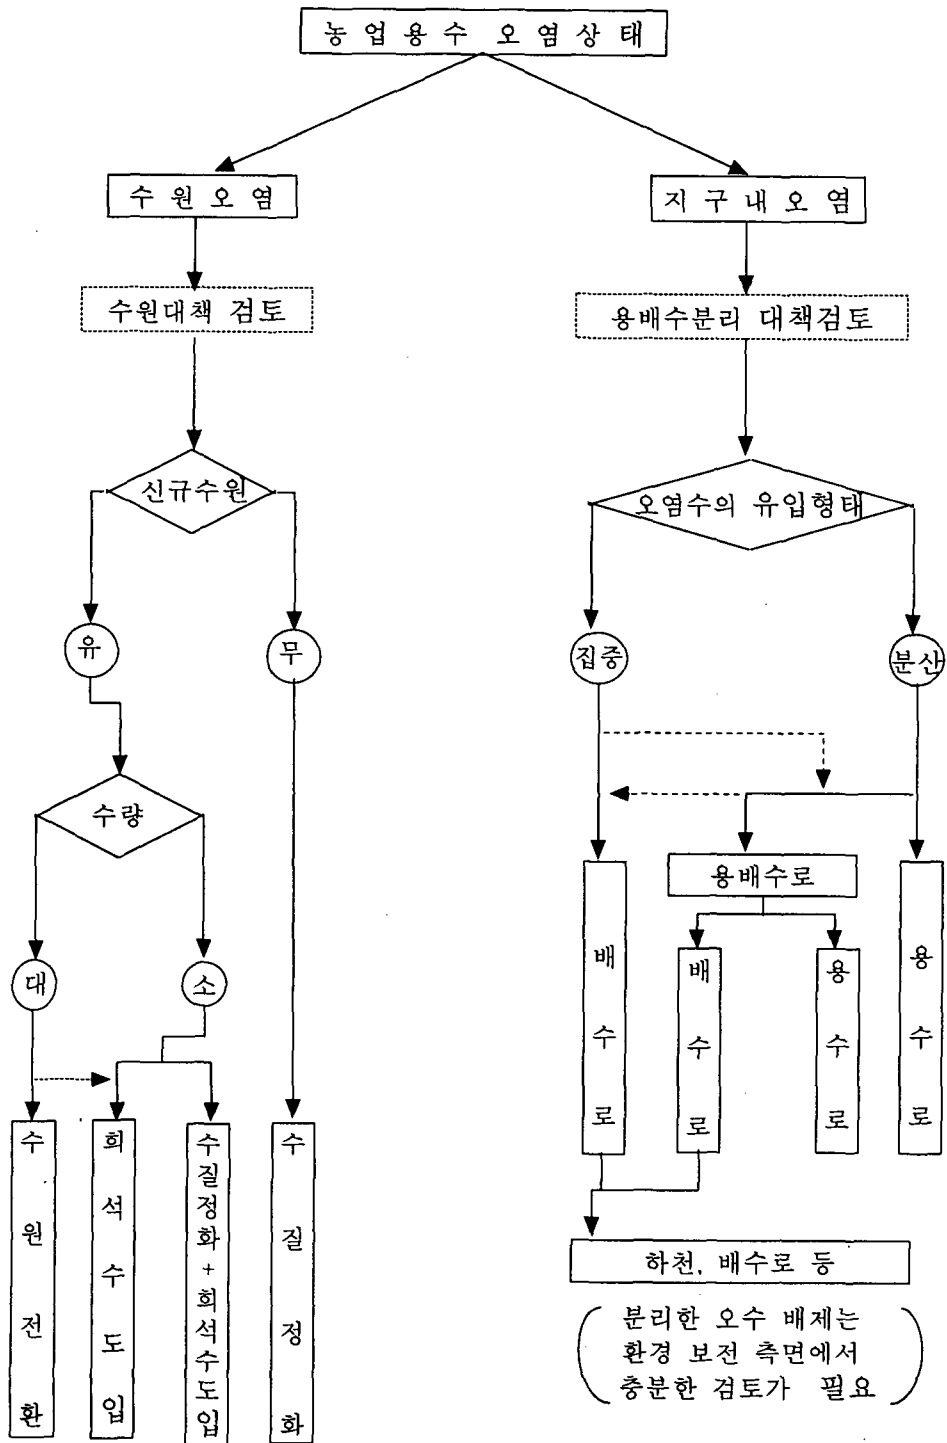 농 업 용 수 오 염 상 태
수 원 오 염
지 구 내 오 염
수원대책 검토
용배수분리 대책검토
신규수원
오염수의 유입형태
유
무
집중
분산
수량
용배수로
대
소
배수로
배수로
용수로
용수로
수원전환
희석수도입
수질정화+희석수도입
수질정화
하천, 배수로 등
분리한 오수 배제는
환경 보전 측면에서
충분한 검토가 필요